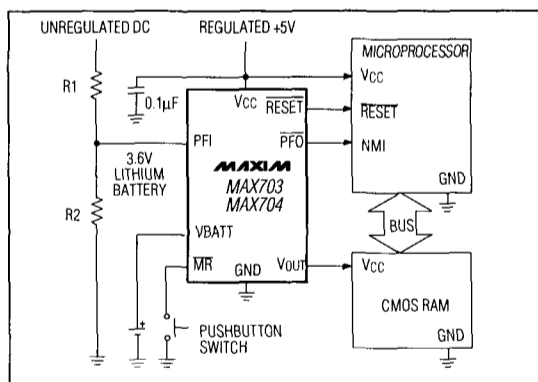 UNREGULATED DC
REGULATED +5V
MICROPROCESSOR
R1
0.1µF
VCC
RESET
VCC
RESET
PFI
PFO
NMI
3.6V
LITHIUM
BATTERY
MAXIM
MAX703
MAX704
GND
R2
BUS
VBATT
MR
GND
VOUT
VCC
CMOS RAM
+
PUSHBUTTON
SWITCH
GND